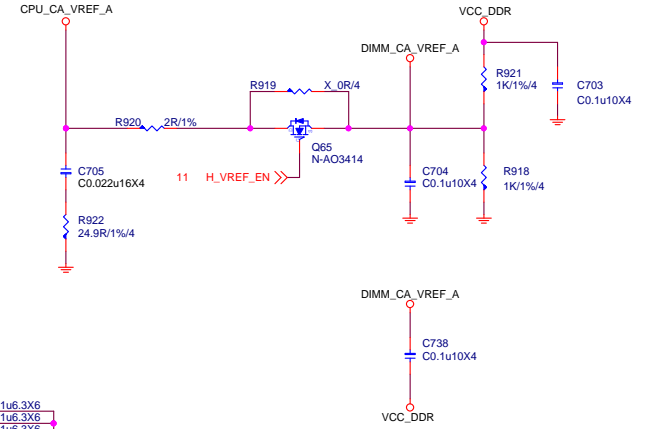 CPU_CA_VREF_A
VCC_DDR
DIMM_CA_VREF_A
R919
X_0R/4
R921
1K/1%/4
C703
C0.1u10X4
R920
2R/1%
Q65
N-AO3414
C705
C0.022u16X4
11
H_VREF_EN
C704
C0.1u10X4
R918
1K/1%/4
R922
24.9R/1%/4
DIMM_CA_VREF_A
C738
C0.1u10X4
VCC_DDR
1u6.3X6
1u6.3X6
1u6.3X6